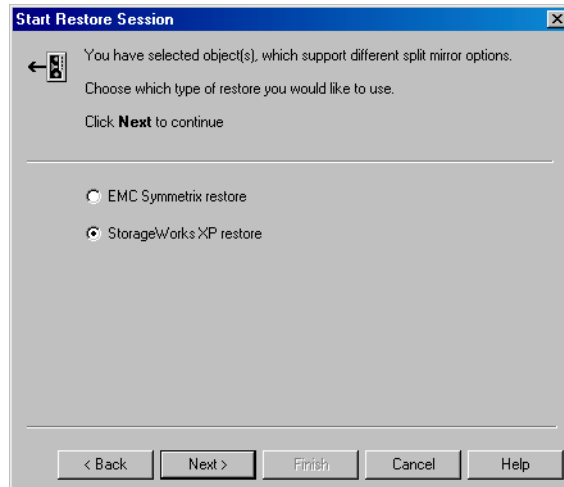 Start Restore Session
You have selected object(s), which support different split mirror options.
Choose which type of restore you would like to use.
Click Next to continue
EMC Symmetrix restore
StorageWorks XP restore
< Back
Next >
Finish
Cancel
Help